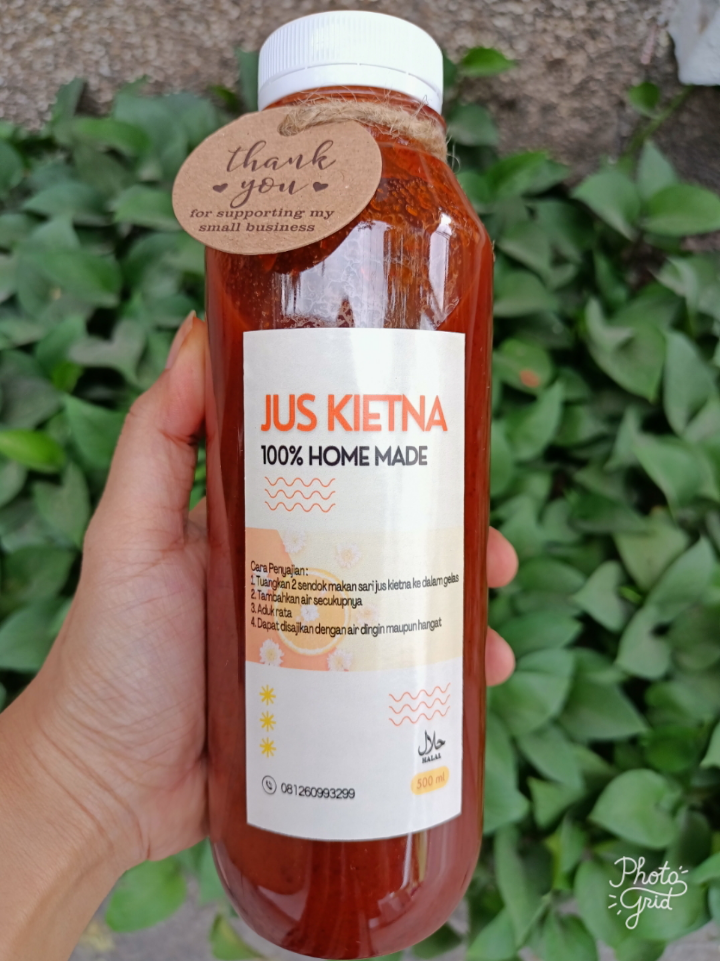 thank
you
for supporting my
small business
JUS KIETNA
100% HOME MADE
Cara Penyajian :
1. Tuangkan 2 sendok makan sari jus kietna ke dalam gelas
2. Tambahkan air secukupnya
3. Aduk rata
4. Dapat disajikan dengan air dingin maupun hangat
حلال
HALAL
500 ml
081260993299
Photo
Grid